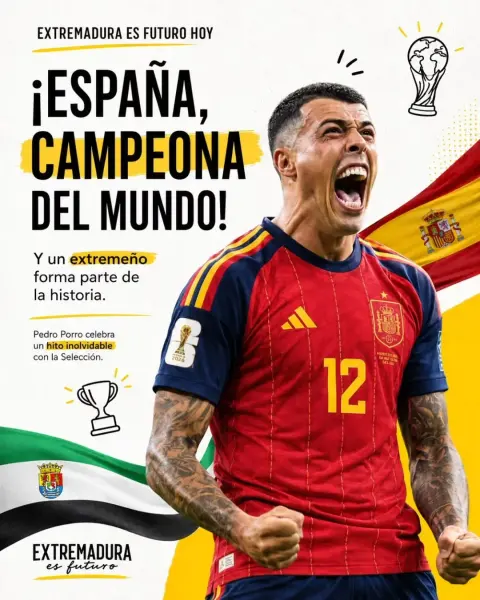 EXTREMADURA ES FUTURO HOY
¡ESPAÑA,
CAMPEONA
DEL MUNDO!
Y un extremeño
forma parte de
la historia.
Pedro Porro celebra
un hito inolvidable
con la Selección.
12
EXTREMADURA
es futuro